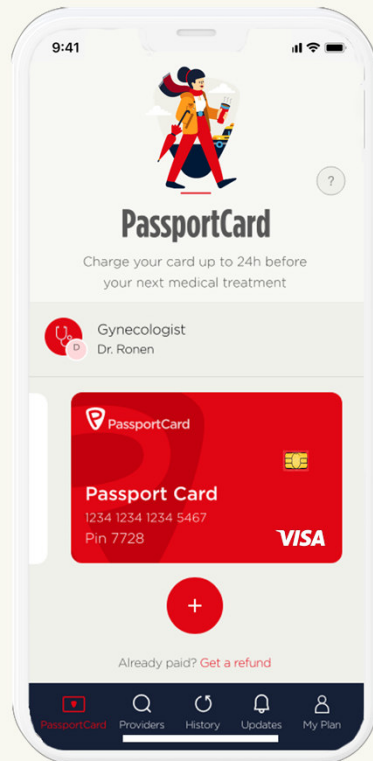 9:41
?
PassportCard
Charge your card up to 24h before
your next medical treatment
Gynecologist
D
Dr. Ronen
PassportCard
Passport Card
1234 1234 1234 5467
Pin 7728
VISA
+
Already paid? Get a refund
PassportCard Providers History Updates My Plan